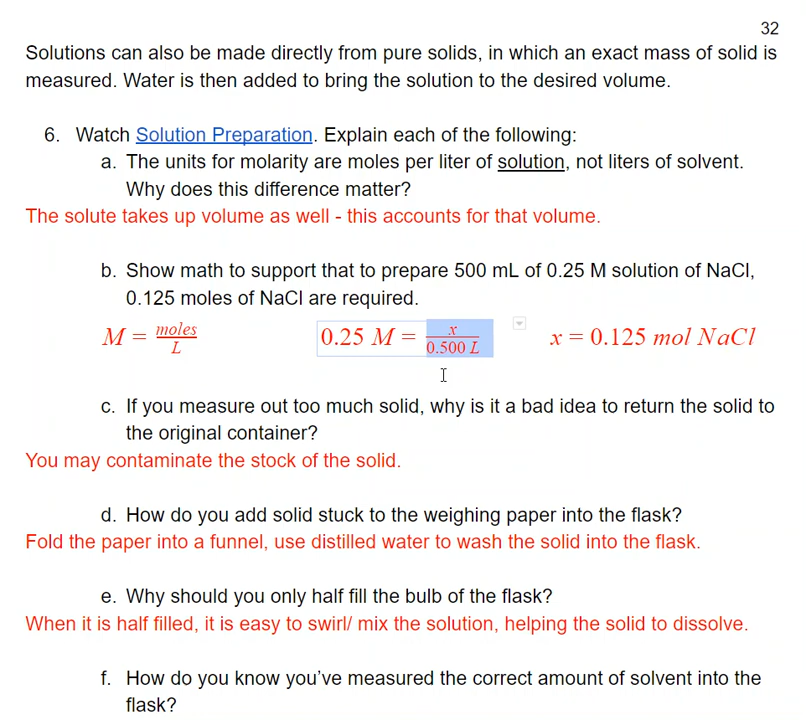 32
Solutions can also be made directly from pure solids, in which an exact mass of solid is
measured. Water is then added to bring the solution to the desired volume.
6. Watch Solution Preparation. Explain each of the following:
a. The units for molarity are moles per liter of solution, not liters of solvent.
Why does this difference matter?
The solute takes up volume as well - this accounts for that volume.
b. Show math to support that to prepare 500 mL of 0.25 M solution of NaCl,
0.125 moles of NaCl are required.
M = moles/L 0.25 M = x/0.500 L x = 0.125 mol NaCl
c. If you measure out too much solid, why is it a bad idea to return the solid to
the original container?
You may contaminate the stock of the solid.
d. How do you add solid stuck to the weighing paper into the flask?
Fold the paper into a funnel, use distilled water to wash the solid into the flask.
e. Why should you only half fill the bulb of the flask?
When it is half filled, it is easy to swirl/ mix the solution, helping the solid to dissolve.
f. How do you know you've measured the correct amount of solvent into the
flask?